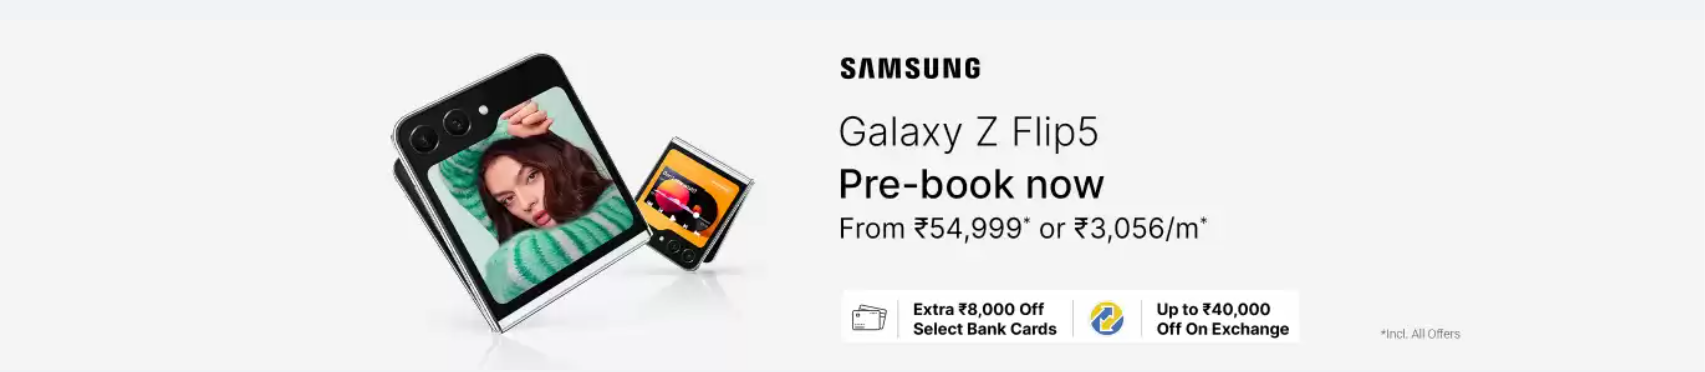 SAMSUNG
Galaxy Z Flip5
Pre-book now
From ₹54,999* or ₹3,056/m*
Extra ₹8,000 Off
Select Bank Cards
Up to ₹40,000
Off On Exchange
*Incl. All Offers